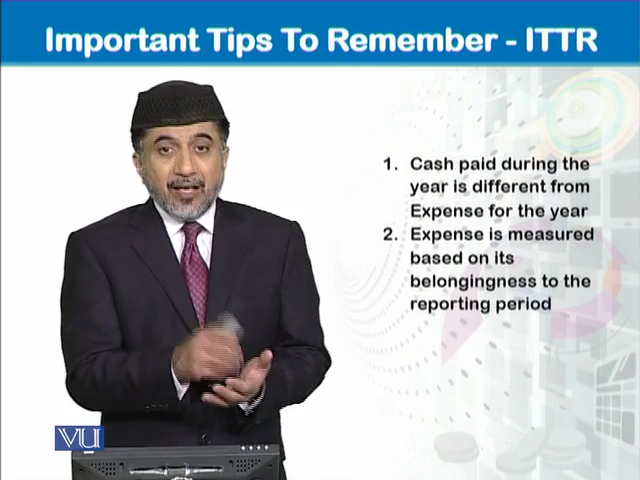 Important Tips To Remember - ITTR
1. Cash paid during the
year is different from
Expense for the year
2. Expense is measured
based on its
belongingness to the
reporting period
VU